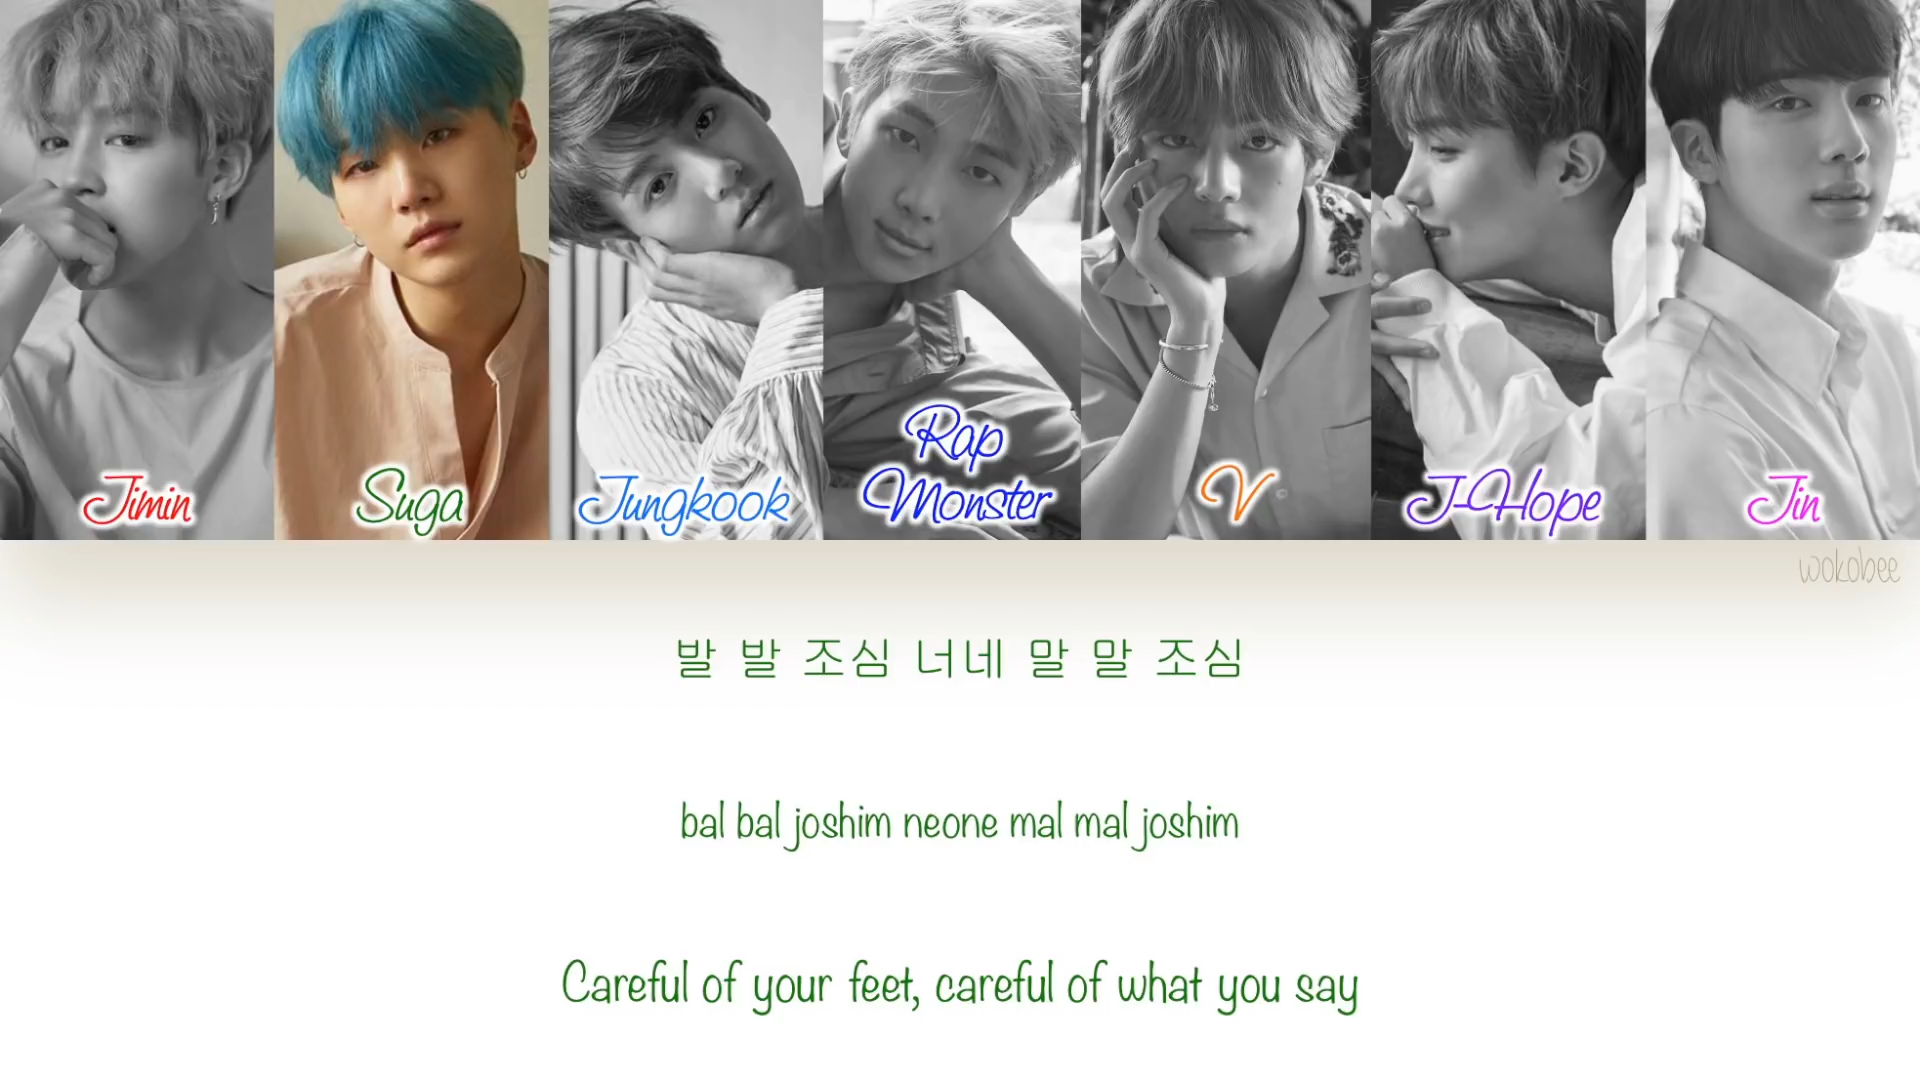 Jimin
Suga
Jungkook
Rap
Monster
V
J-Hope
Jin
wokobee
발 발 조심 너네 말 말 조심
bal bal joshim neone mal mal joshim
Careful of your feet, careful of what you say